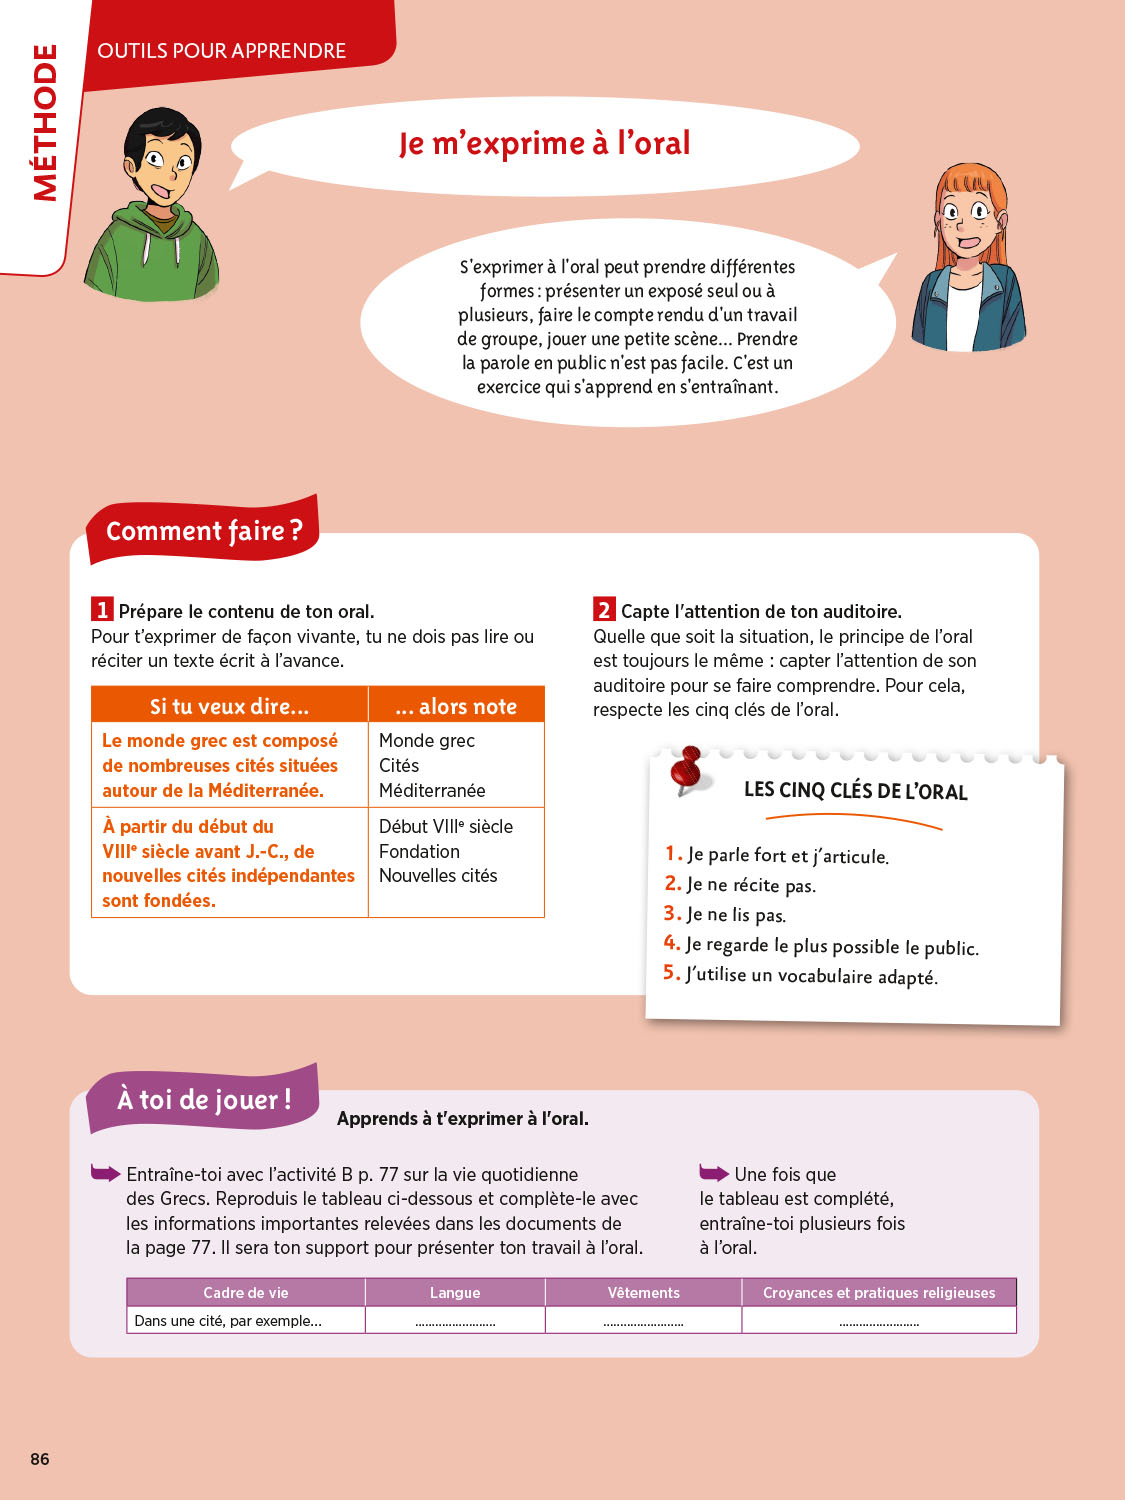 MÉTHODE
OUTILS POUR APPRENDRE
Je m'exprime à l'oral
S'exprimer à l'oral peut prendre différentes
formes : présenter un exposé seul ou à
plusieurs, faire le compte rendu d'un travail
de groupe, jouer une petite scène... Prendre
la parole en public n'est pas facile. C'est un
exercice qui s'apprend en s'entraînant.
Comment faire ?
1 Prépare le contenu de ton oral.
Pour t'exprimer de façon vivante, tu ne dois pas lire ou
réciter un texte écrit à l'avance.
Si tu veux dire... ... alors note
Le monde grec est composé
de nombreuses cités situées
autour de la Méditerranée.
Monde grec
Cités
Méditerranée
À partir du début du
VIIIe siècle avant J.-C., de
nouvelles cités indépendantes
sont fondées.
Début VIIIe siècle
Fondation
Nouvelles cités
2 Capte l'attention de ton auditoire.
Quelle que soit la situation, le principe de l'oral
est toujours le même : capter l'attention de son
auditoire pour se faire comprendre. Pour cela,
respecte les cinq clés de l'oral.
LES CINQ CLÉS DE L'ORAL
1. Je parle fort et j'articule.
2. Je ne récite pas.
3. Je ne lis pas.
4. Je regarde le plus possible le public.
5. J'utilise un vocabulaire adapté.
À toi de jouer !
Apprends à t'exprimer à l'oral.
Entraîne-toi avec l'activité B p. 77 sur la vie quotidienne
des Grecs. Reproduis le tableau ci-dessous et complète-le avec
les informations importantes relevées dans les documents de
la page 77. Il sera ton support pour présenter ton travail à l'oral.
Une fois que
le tableau est complété,
entraîne-toi plusieurs fois
à l'oral.
Cadre de vie Langue Vêtements Croyances et pratiques religieuses
Dans une cité, par exemple... ........................ ........................ ........................
86